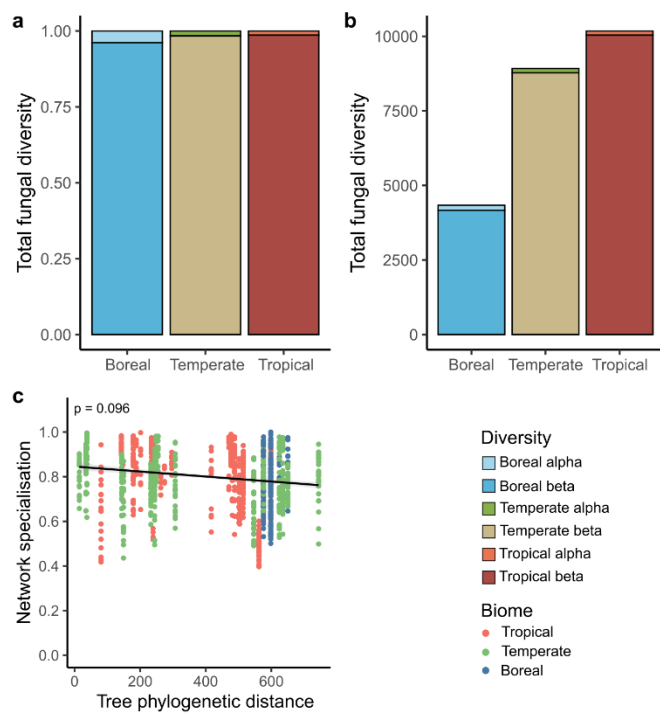 a
Total fungal diversity
1.00
0.75
0.50
0.25
0.00
Boreal Temperate Tropical
b
Total fungal diversity
10000
7500
5000
2500
0
Boreal Temperate Tropical
c
p = 0.096
Network specialisation
1.0
0.8
0.6
0.4
0.2
0.0
0 200 400 600
Tree phylogenetic distance
Diversity
Boreal alpha
Boreal beta
Temperate alpha
Temperate beta
Tropical alpha
Tropical beta
Biome
Tropical
Temperate
Boreal